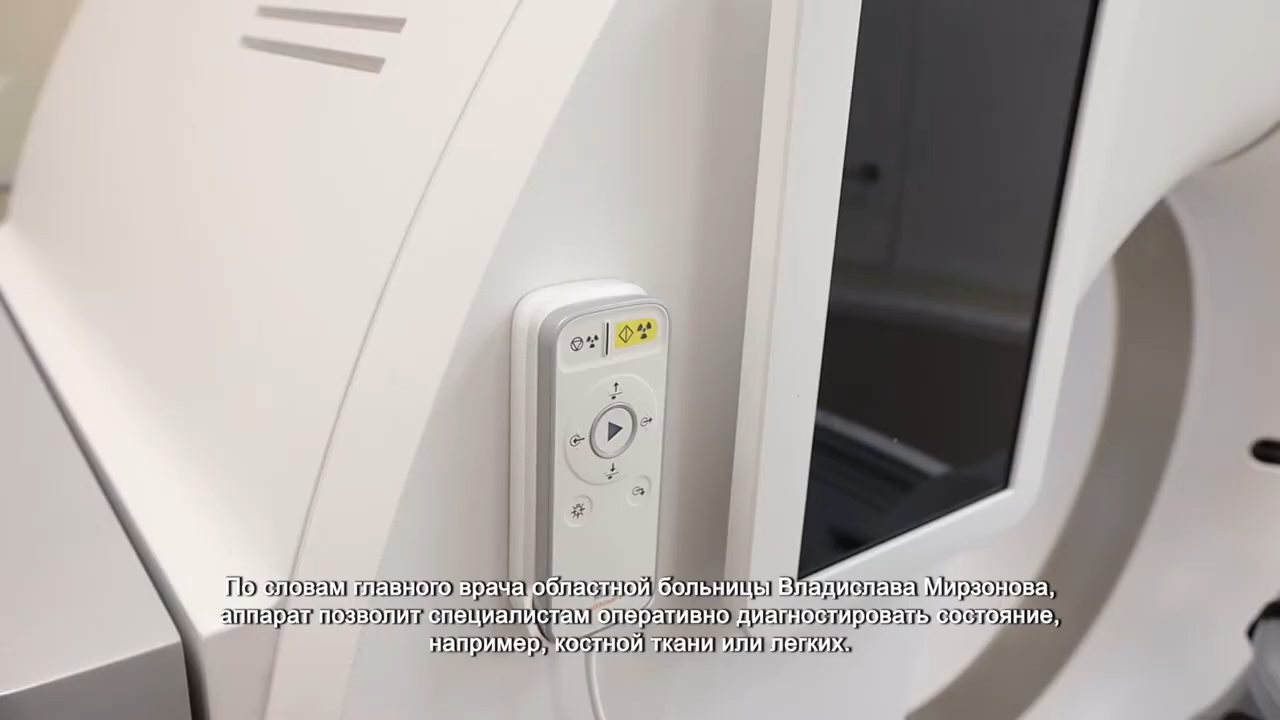 По словам главного врача областной больницы Владислава Мирзонова,
аппарат позволит специалистам оперативно диагностировать состояние,
например, костной ткани или легких.